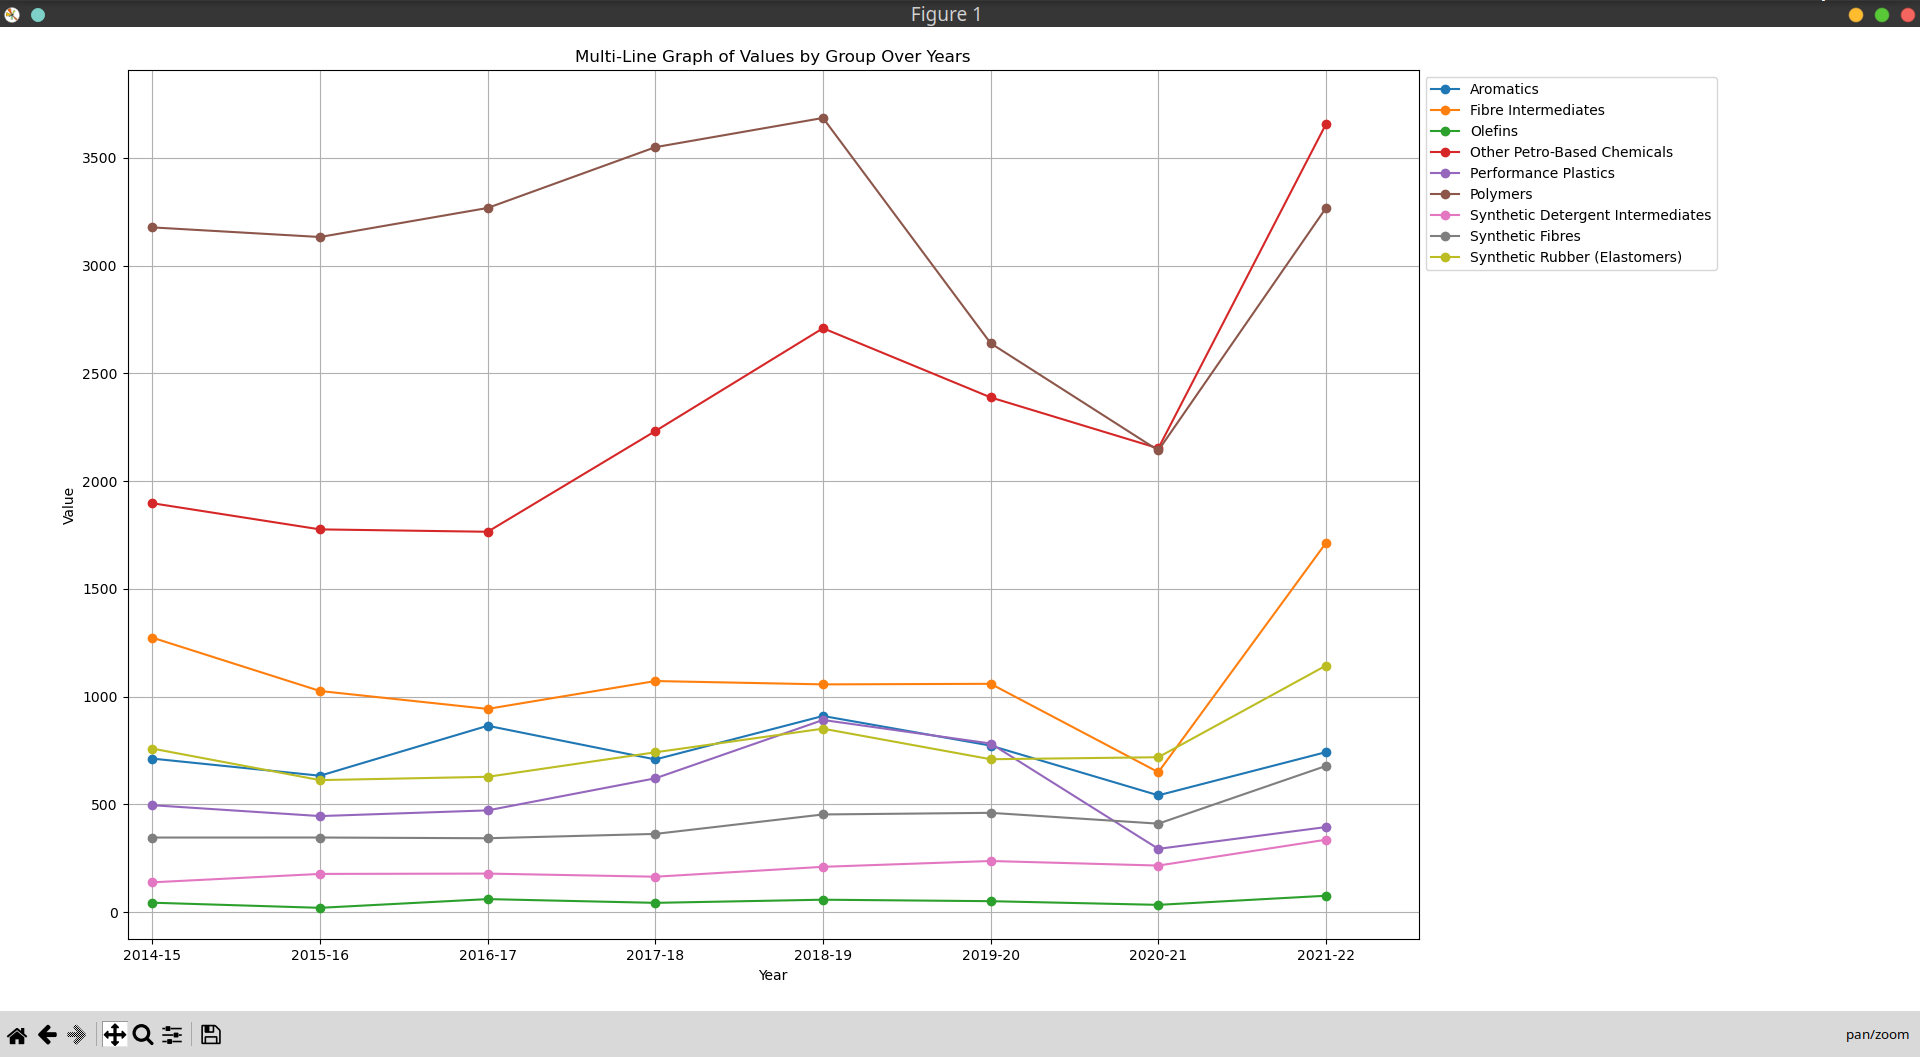 Figure 1
Multi-Line Graph of Values by Group Over Years
Aromatics
Fibre Intermediates
Olefins
Other Petro-Based Chemicals
Performance Plastics
Polymers
Synthetic Detergent Intermediates
Synthetic Fibres
Synthetic Rubber (Elastomers)
3500
3000
2500
2000
1500
1000
500
0
Value
2014-15 2015-16 2016-17 2017-18 2018-19 2019-20 2020-21 2021-22
Year
pan/zoom